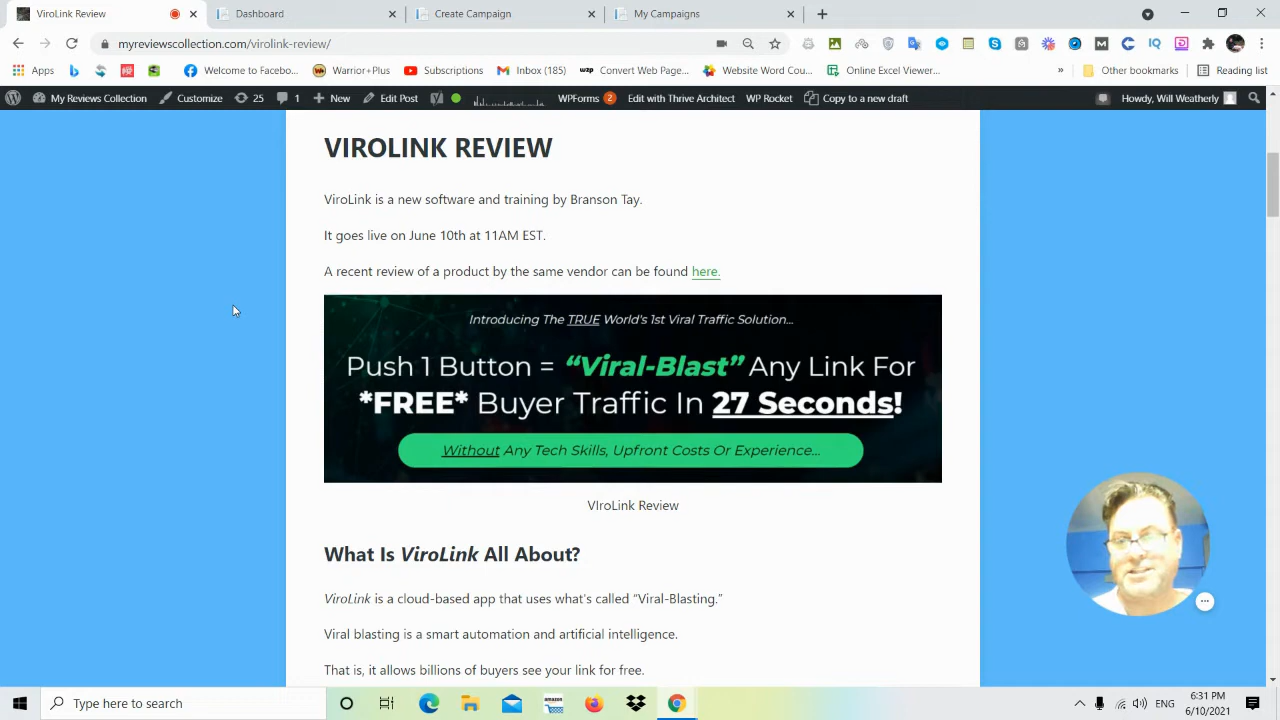 ViroLink Review
Dashboard
Create Campaign
My Campaigns
myreviewscollection.com/virolink-review/
Apps
Welcome to Facebo...
Warrior+Plus
Subscriptions
Inbox (185)
wzp Convert Web Page...
Website Word Cou...
Online Excel Viewer...
»
Other bookmarks
Reading list
My Reviews Collection
Customize
25
1
New
Edit Post
WPForms 2
Edit with Thrive Architect
WP Rocket
Copy to a new draft
Howdy, Will Weatherly
VIROLINK REVIEW
ViroLink is a new software and training by Branson Tay.
It goes live on June 10th at 11AM EST.
A recent review of a product by the same vendor can be found here.
Introducing The TRUE World's 1st Viral Traffic Solution...
Push 1 Button = “Viral-Blast” Any Link For
*FREE* Buyer Traffic In 27 Seconds!
Without Any Tech Skills, Upfront Costs Or Experience...
VIroLink Review
What Is ViroLink All About?
ViroLink is a cloud-based app that uses what's called “Viral-Blasting.”
Viral blasting is a smart automation and artificial intelligence.
That is, it allows billions of buyers see your link for free.
Type here to search
amazon
ENG
6:31 PM
6/10/2021